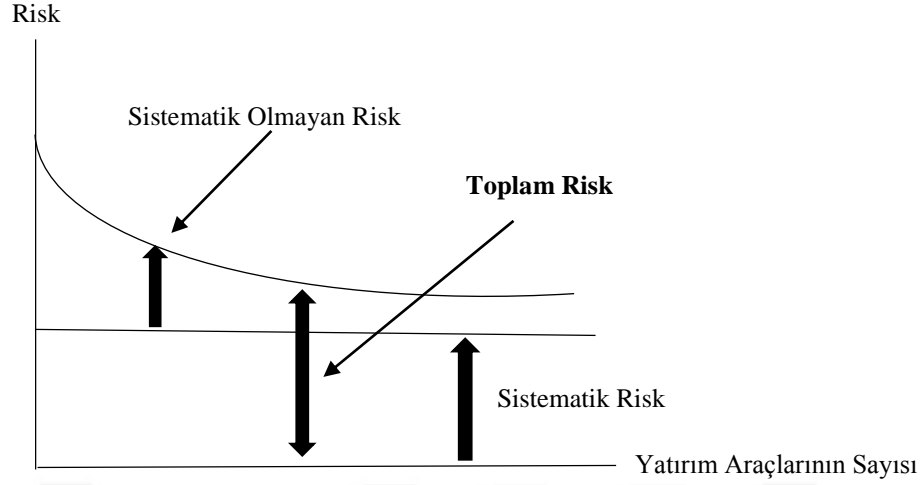 Risk
Sistematik Olmayan Risk
Toplam Risk
Sistematik Risk
Yatırım Araçlarının Sayısı